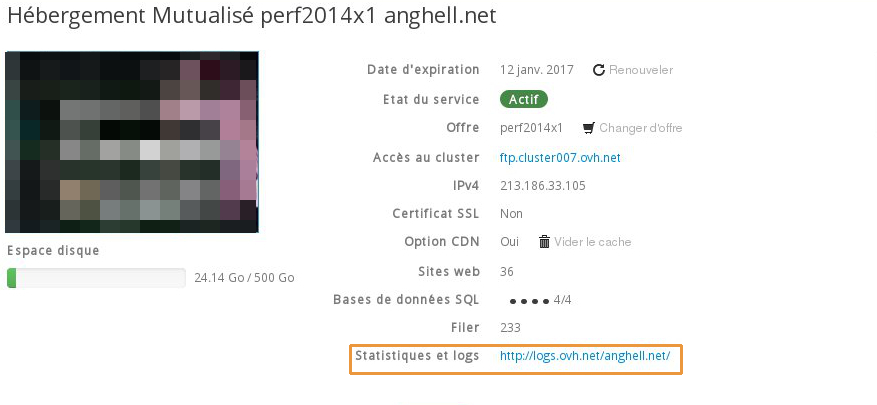 Hébergement Mutualisé perf2014x1 anghell.net
Date d'expiration 12 janv. 2017 Renouveler
Etat du service Actif
Offre perf2014x1 Changer d'offre
Accès au cluster ftp.cluster007.ovh.net
IPv4 213.186.33.105
Certificat SSL Non
Option CDN Oui Vider le cache
Sites web 36
Bases de données SQL 4/4
Filer 233
Statistiques et logs http://logs.ovh.net/anghell.net/
Espace disque
24.14 Go / 500 Go